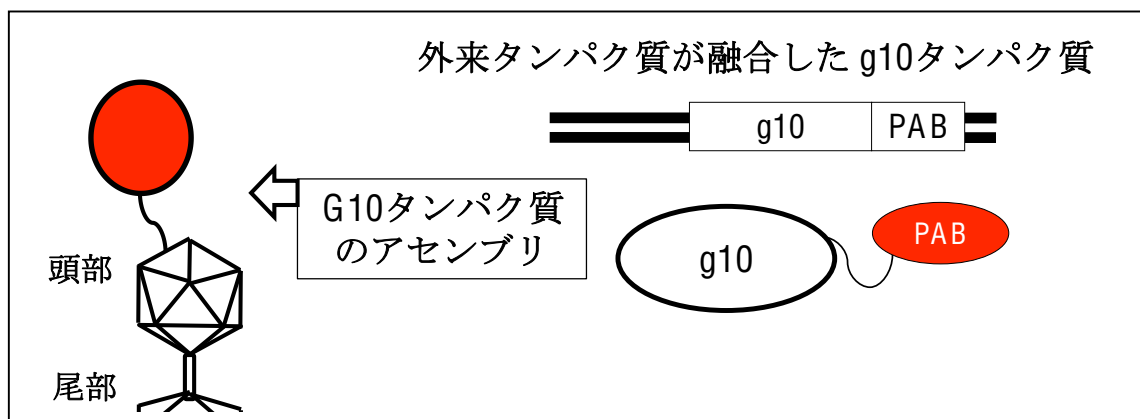 外来タンパク質が融合した g10タンパク質
g10 PAB
G10タンパク質
のアセンブリ
g10
PAB
頭部
尾部